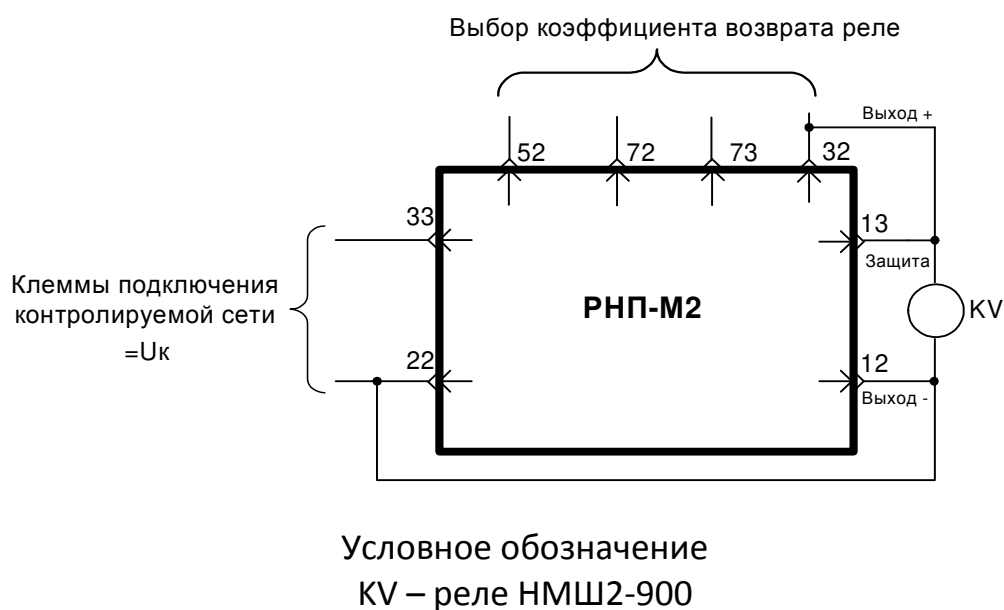 Выбор коэффициента возврата реле
Выход +
52
72
73
32
33
13
Защита
Клеммы подключения
контролируемой сети
=Uк
РНП-М2
KV
22
12
Выход -
Условное обозначение
KV – реле НМШ2-900